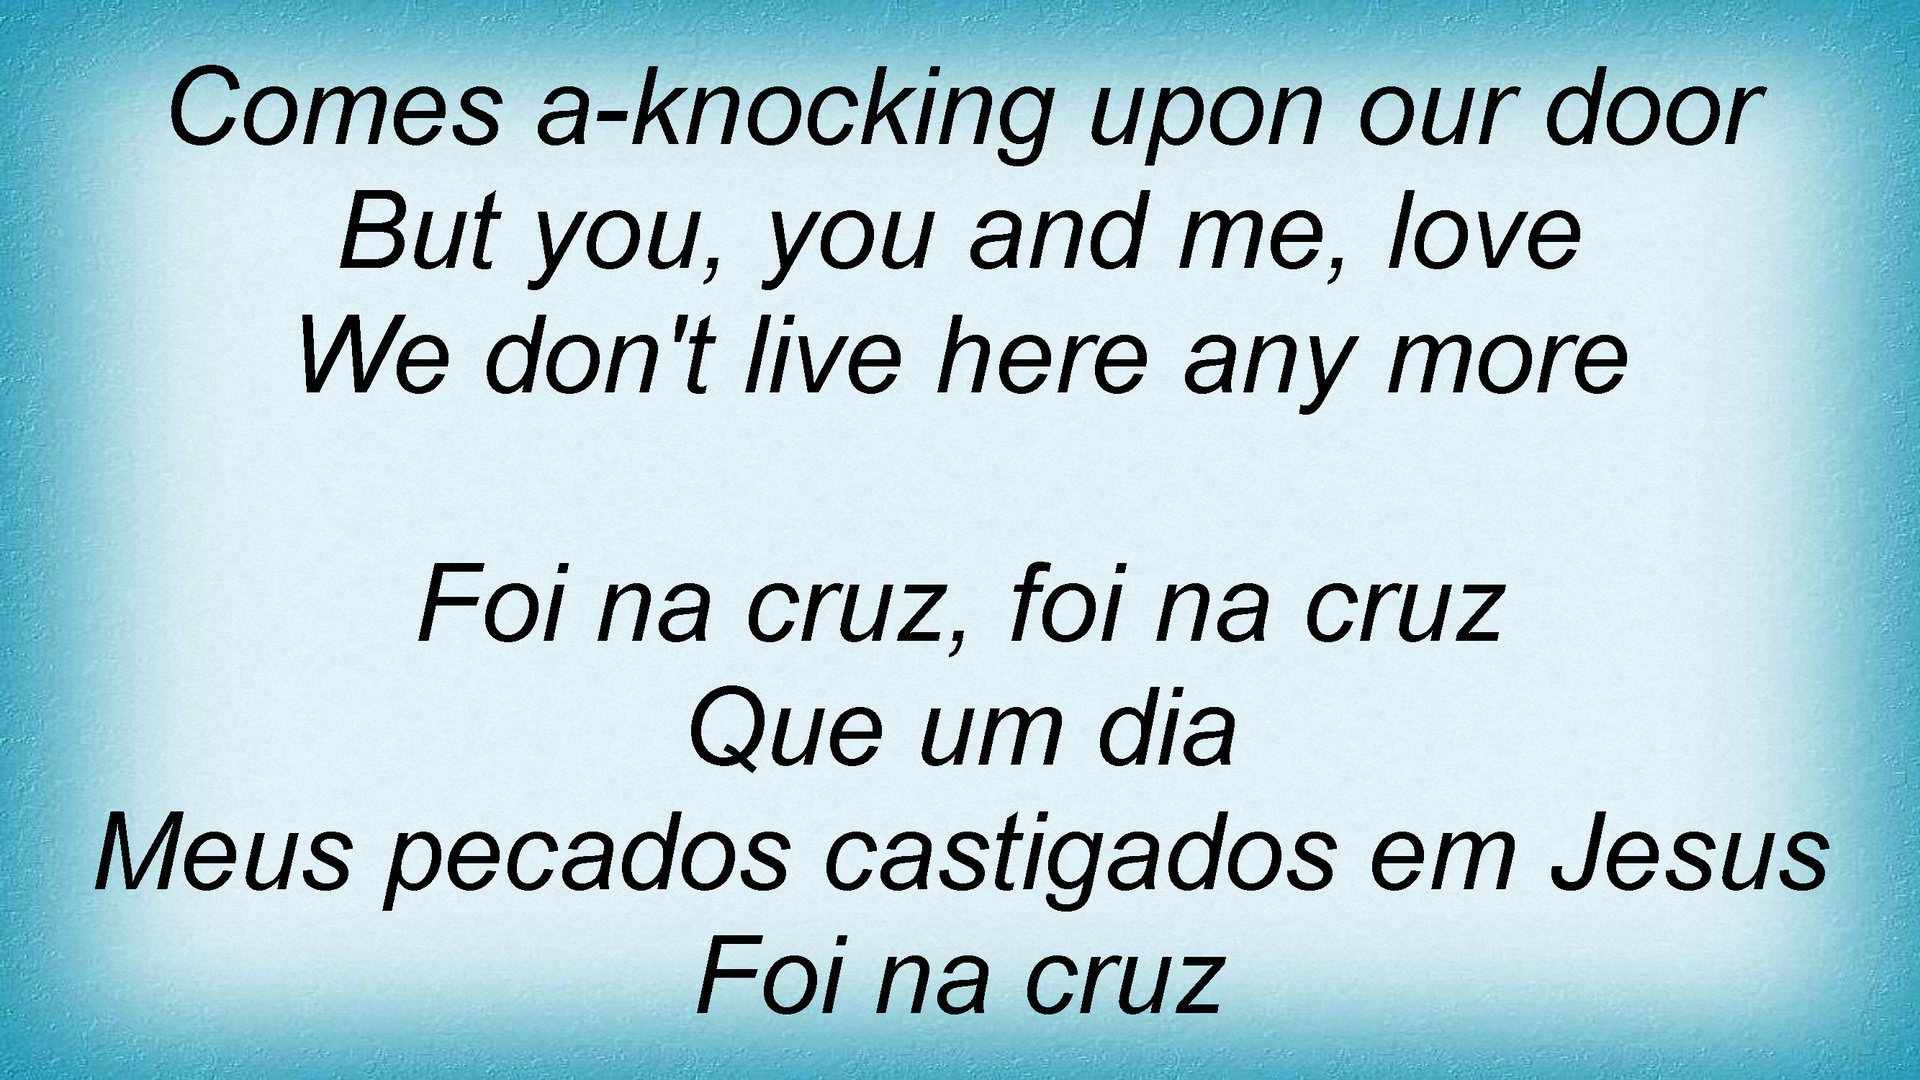 Comes a-knocking upon our door
But you, you and me, love
We don't live here any more
Foi na cruz, foi na cruz
Que um dia
Meus pecados castigados em Jesus
Foi na cruz